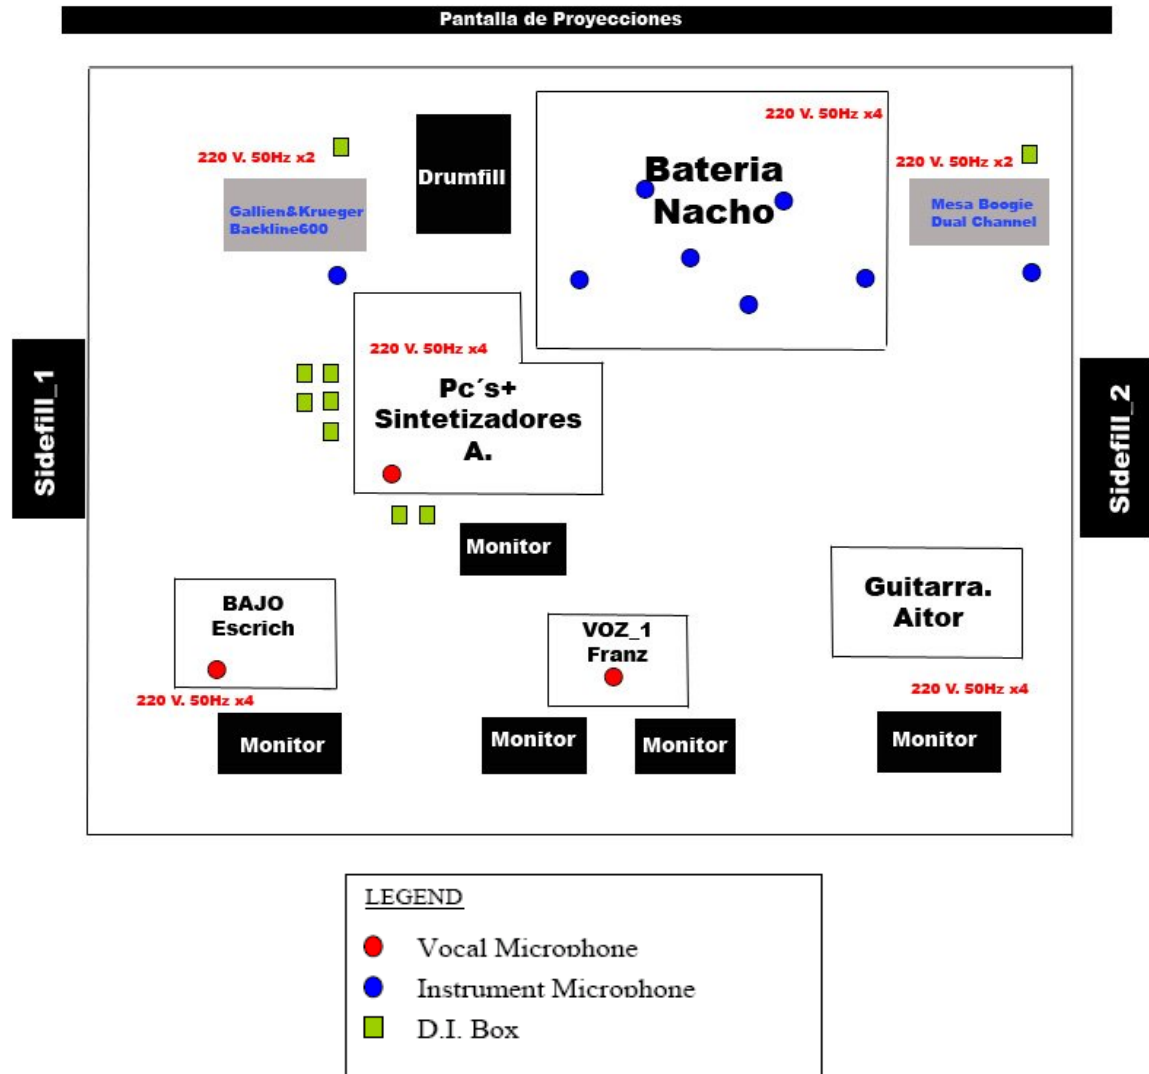 Pantalla de Proyecciones
220 V. 50Hz x4
220 V. 50Hz x2
Drumfill
Bateria
Nacho
220 V. 50Hz x2
Gallien&Krueger
Backline600
Mesa Boogie
Dual Channel
220 V. 50Hz x4
Pc´s+
Sintetizadores
A.
Sidefill_1
Sidefill_2
Monitor
BAJO
Escrich
VOZ_1
Franz
Guitarra.
Aitor
220 V. 50Hz x4
220 V. 50Hz x4
Monitor
Monitor
Monitor
Monitor
LEGEND
Vocal Microphone
Instrument Microphone
D.I. Box